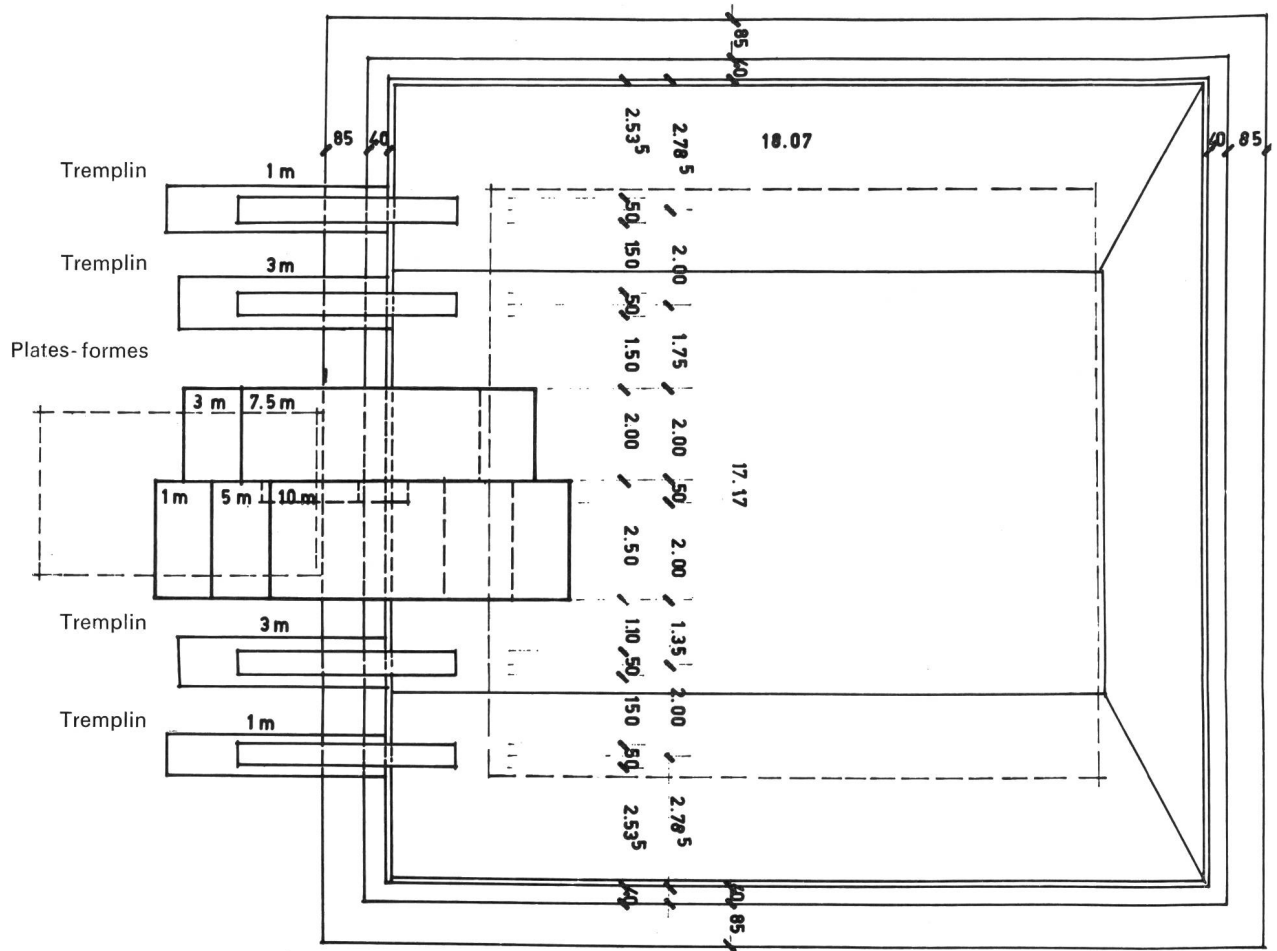 85
40
85
40
2.53⁵
2.78⁵
18.07
40
85
Tremplin
1 m
50
150
2.00
Tremplin
3 m
50
1.50
1.75
Plates-formes
3 m
7.5 m
2.00
2.00
17.17
1 m
5 m
10 m
50
2.50
2.00
Tremplin
3 m
1.10
1.35
50
150
2.00
Tremplin
1 m
50
2.53⁵
2.78⁵
40
40
85